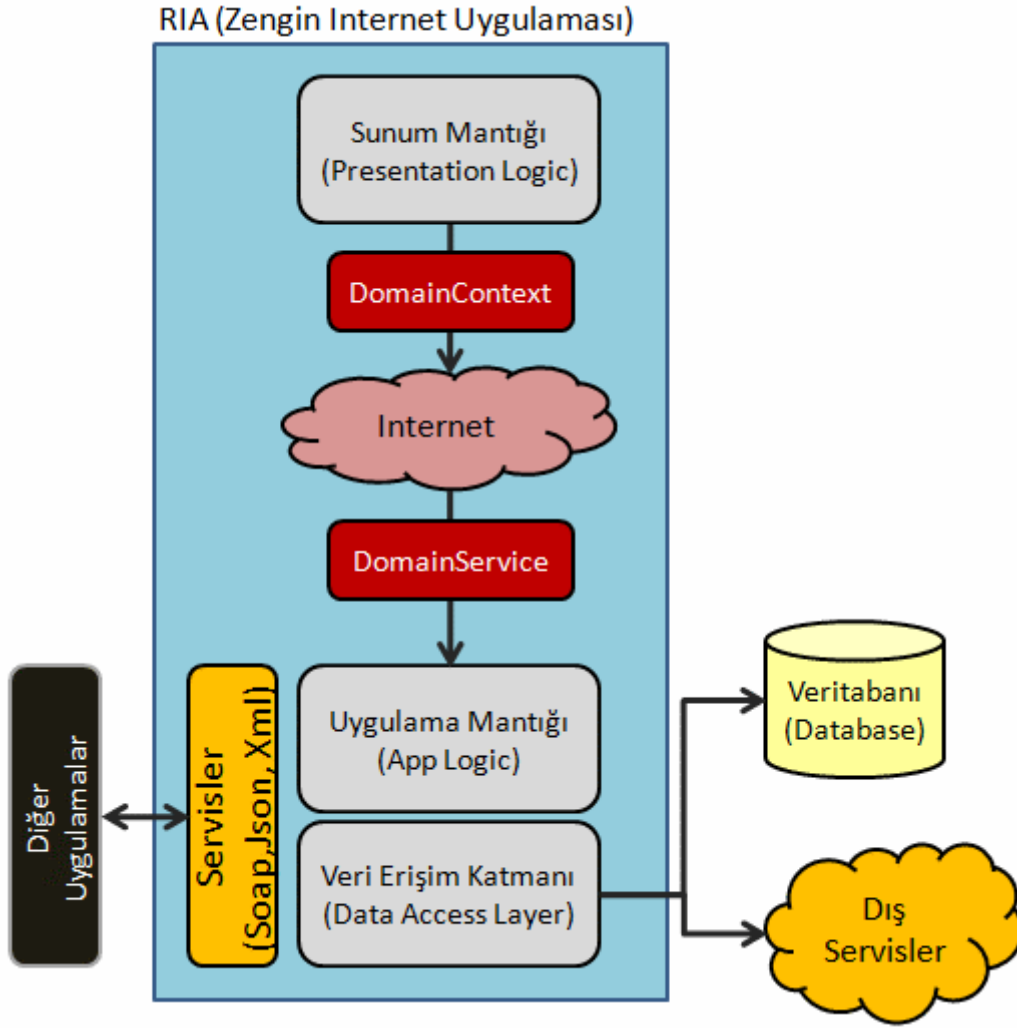 RIA (Zengin Internet Uygulaması)
Sunum Mantığı
(Presentation Logic)
DomainContext
Internet
DomainService
Uygulama Mantığı
(App Logic)
Veri Erişim Katmanı
(Data Access Layer)
Servisler
(Soap,Json, Xml)
Diğer
Uygulamalar
Veritabanı
(Database)
Dış
Servisler